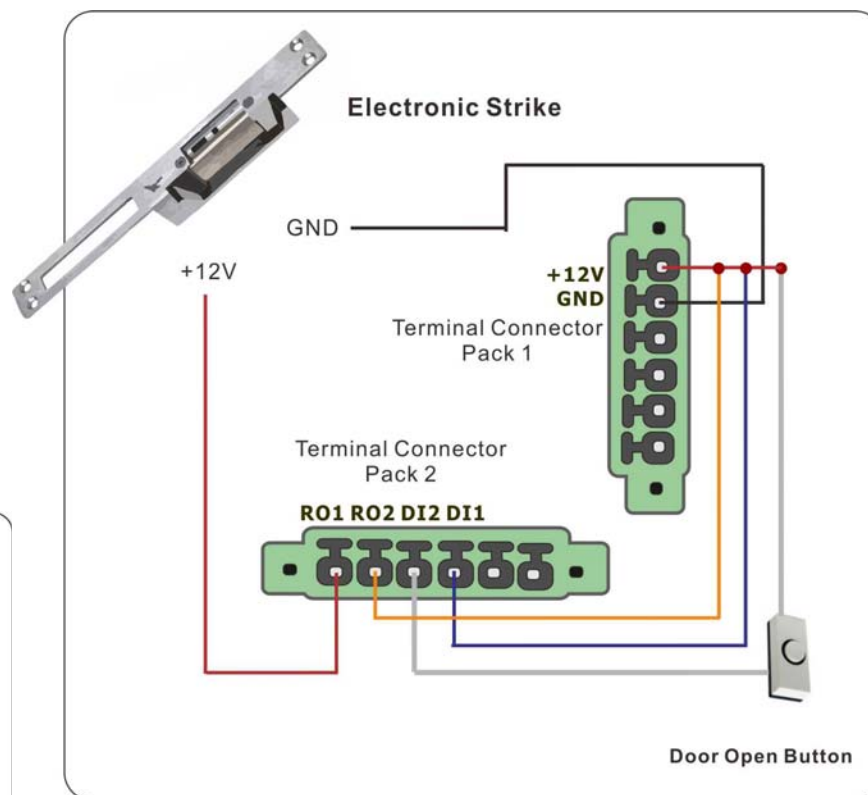 Electronic Strike
GND
+12V
+12V
GND
Terminal Connector
Pack 1
Terminal Connector
Pack 2
RO1 RO2 DI2 DI1
Door Open Button